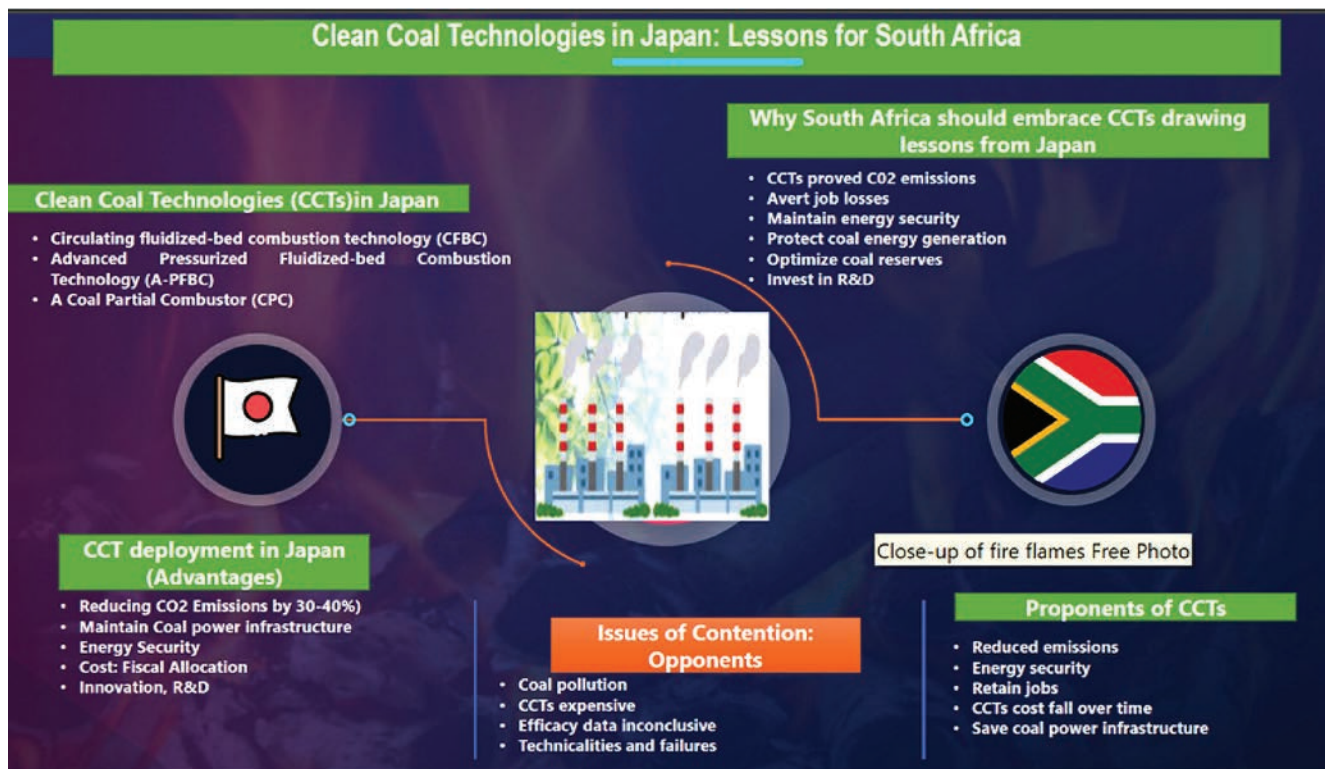 Clean Coal Technologies in Japan: Lessons for South Africa
Why South Africa should embrace CCTs drawing
lessons from Japan
• CCTs proved C02 emissions
• Avert job losses
• Maintain energy security
• Protect coal energy generation
• Optimize coal reserves
• Invest in R&D
Clean Coal Technologies (CCTs)in Japan
• Circulating fluidized-bed combustion technology (CFBC)
• Advanced Pressurized Fluidized-bed Combustion
Technology (A-PFBC)
• A Coal Partial Combustor (CPC)
CCT deployment in Japan
(Advantages)
• Reducing CO2 Emissions by 30-40%)
• Maintain Coal power infrastructure
• Energy Security
• Cost: Fiscal Allocation
• Innovation, R&D
Issues of Contention:
Opponents
• Coal pollution
• CCTs expensive
• Efficacy data inconclusive
• Technicalities and failures
Close-up of fire flames Free Photo
Proponents of CCTs
• Reduced emissions
• Energy security
• Retain jobs
• CCTs cost fall over time
• Save coal power infrastructure